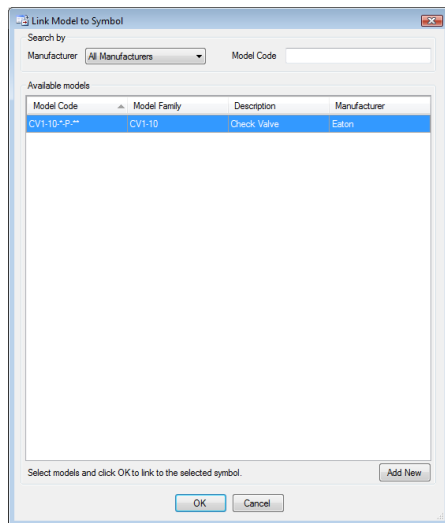 Link Model to Symbol
Search by
Manufacturer All Manufacturers Model Code
Available models
Model Code Model Family Description Manufacturer
CV1-10-*-P-** CV1-10 Check Valve Eaton
Select models and click OK to link to the selected symbol. Add New
OK Cancel